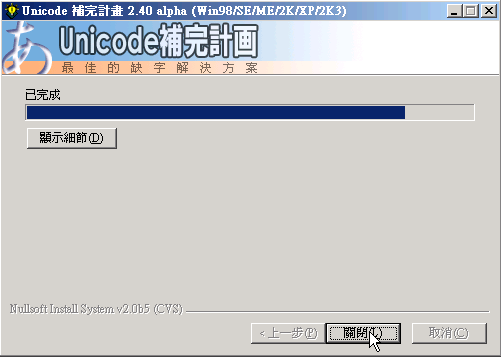 Unicode 補完計畫 2.40 alpha (Win98/SE/ME/2K/XP/2K3)
あ Unicode補完計画
最佳的缺字解決方案
已完成
顯示細節(D)
Nullsoft Install System v2.0b5 (CVS)
< 上一步(P) 關閉(L) 取消(C)